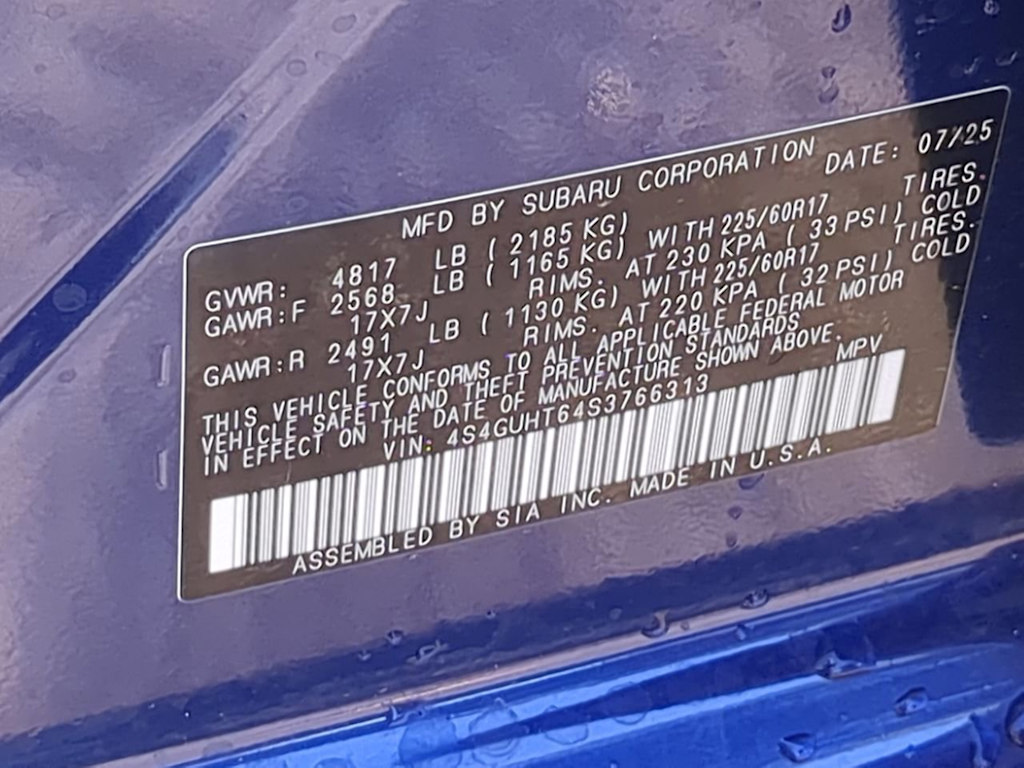 MFD BY SUBARU CORPORATION DATE: 07/25
GVWR: 4817 LB ( 2185 KG)
GAWR:F 2568 LB ( 1165 KG) WITH 225/60R17 TIRES.
17X7J RIMS. AT 230 KPA ( 33 PSI) COLD
GAWR:R 2491 LB ( 1130 KG) WITH 225/60R17 TIRES.
17X7J RIMS. AT 220 KPA ( 32 PSI) COLD
THIS VEHICLE CONFORMS TO ALL APPLICABLE FEDERAL MOTOR
VEHICLE SAFETY AND THEFT PREVENTION STANDARDS
IN EFFECT ON THE DATE OF MANUFACTURE SHOWN ABOVE.
VIN: 4S4GUHT64S3766313 MPV
ASSEMBLED BY SIA INC. MADE IN U.S.A.